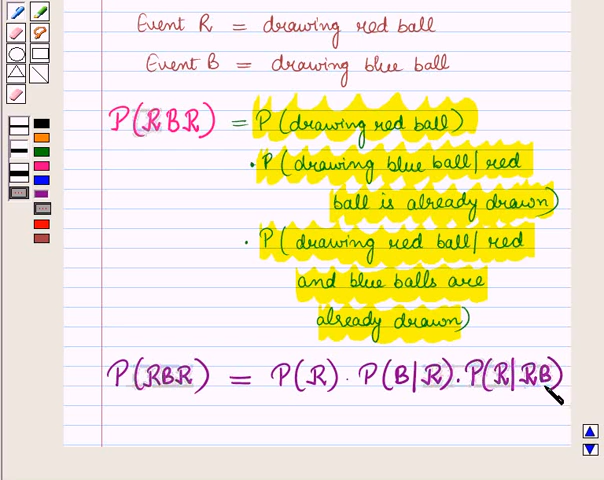 Event R = drawing red ball
Event B = drawing blue ball
P(RBR) = P(drawing red ball)
· P(drawing blue ball/red
ball is already drawn)
· P(drawing red ball/red
and blue balls are
already drawn)
P(RBR) = P(R) · P(B|R) · P(R|RB)